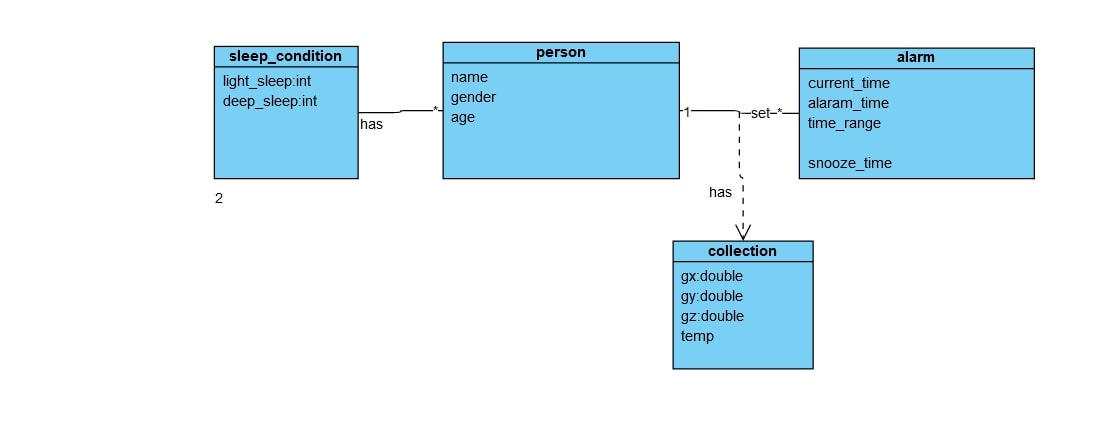 sleep_condition
light_sleep:int
deep_sleep:int
has
2
person
name
gender
age
*
1
set
*
alarm
current_time
alaram_time
time_range
snooze_time
has
collection
gx:double
gy:double
gz:double
temp